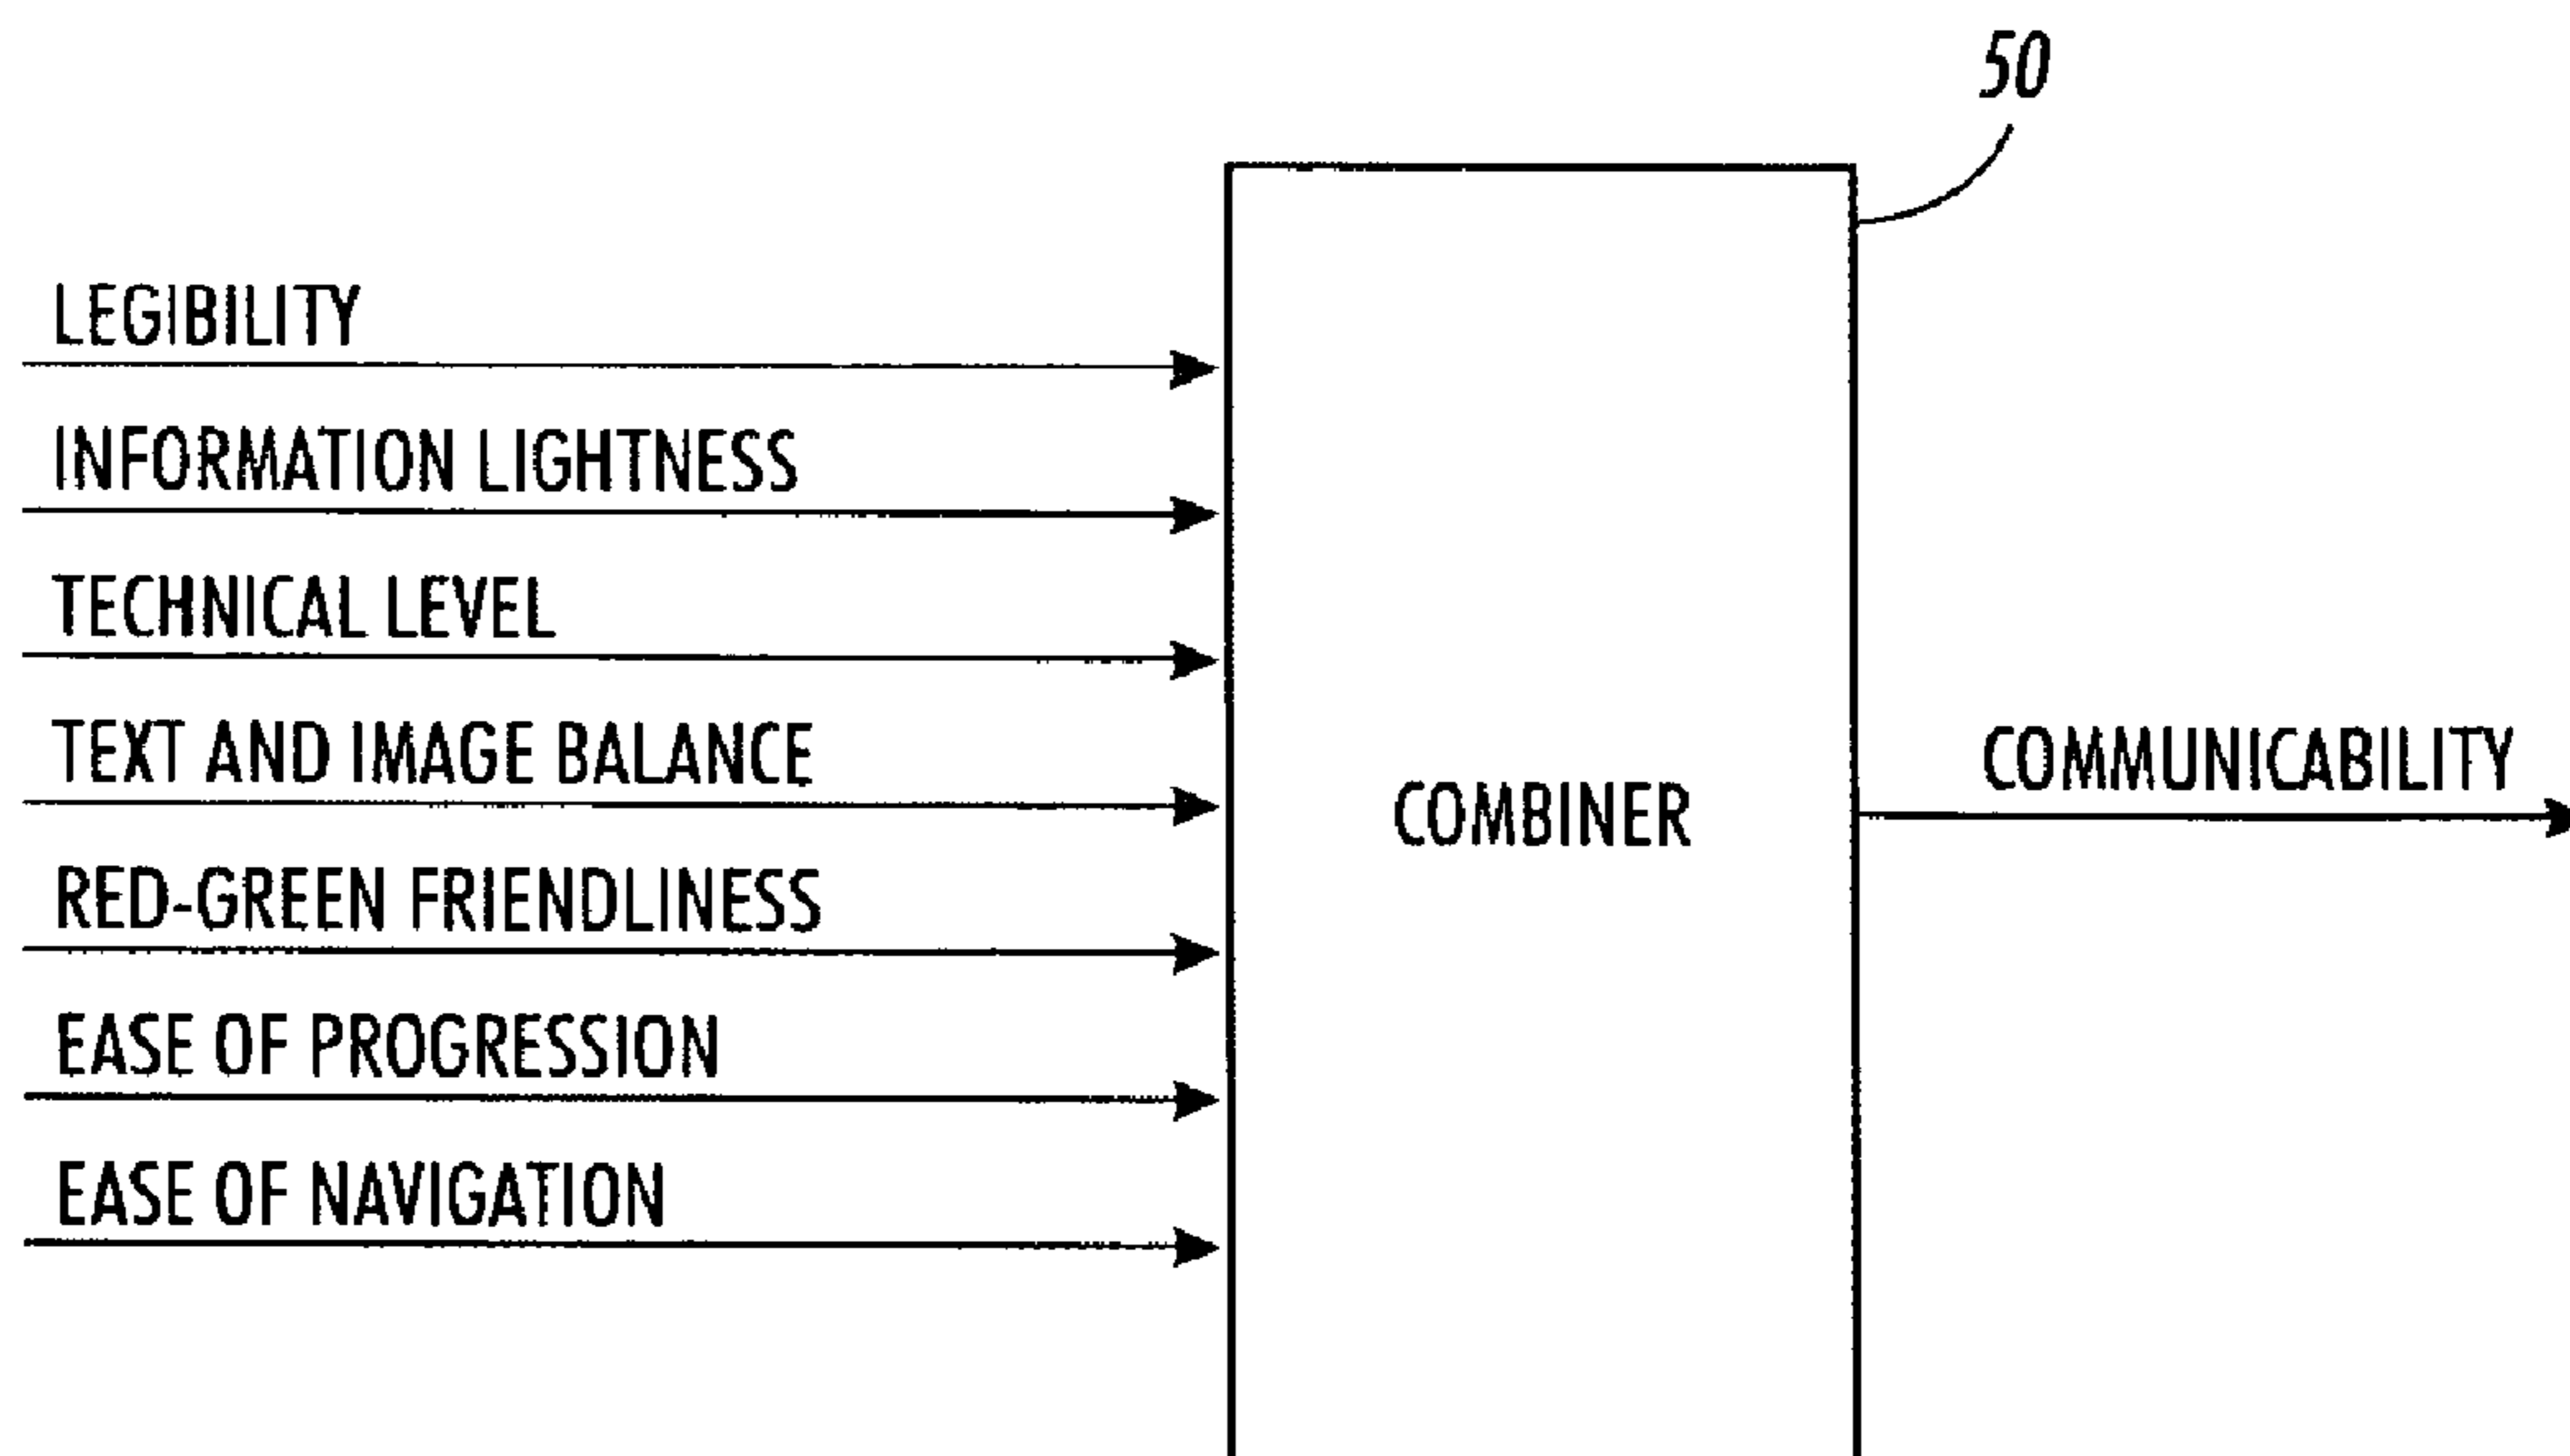 50
LEGIBILITY
INFORMATION LIGHTNESS
TECHNICAL LEVEL
TEXT AND IMAGE BALANCE
RED-GREEN FRIENDLINESS
EASE OF PROGRESSION
EASE OF NAVIGATION
COMBINER
COMMUNICABILITY